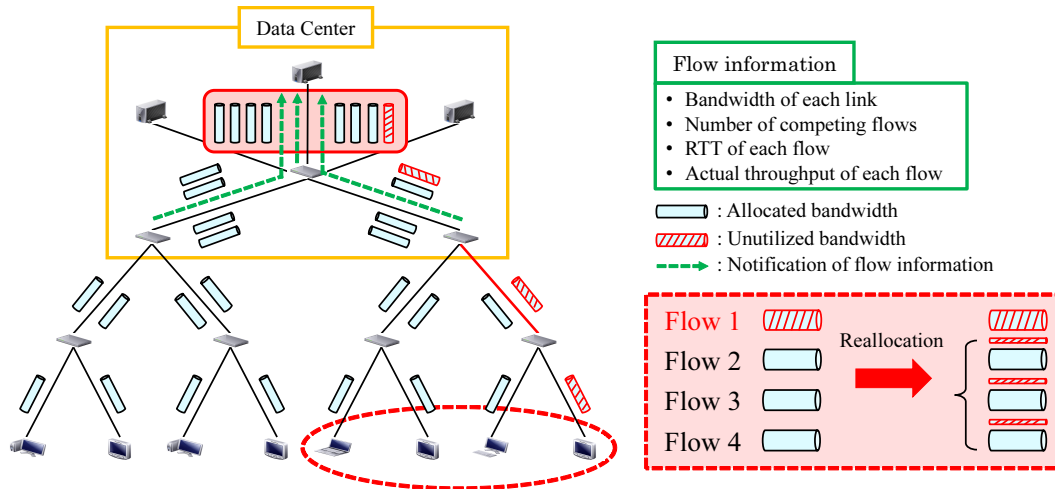 Data Center
Flow information
• Bandwidth of each link
• Number of competing flows
• RTT of each flow
• Actual throughput of each flow
: Allocated bandwidth
: Unutilized bandwidth
: Notification of flow information
Flow 1
Flow 2
Reallocation
Flow 3
Flow 4